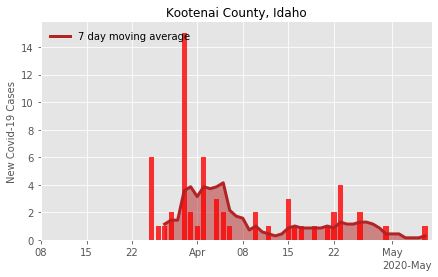 Kootenai County, Idaho
7 day moving average
New Covid-19 Cases
14
12
10
8
6
4
2
0
08 15 22 Apr 08 15 22 May
2020-May